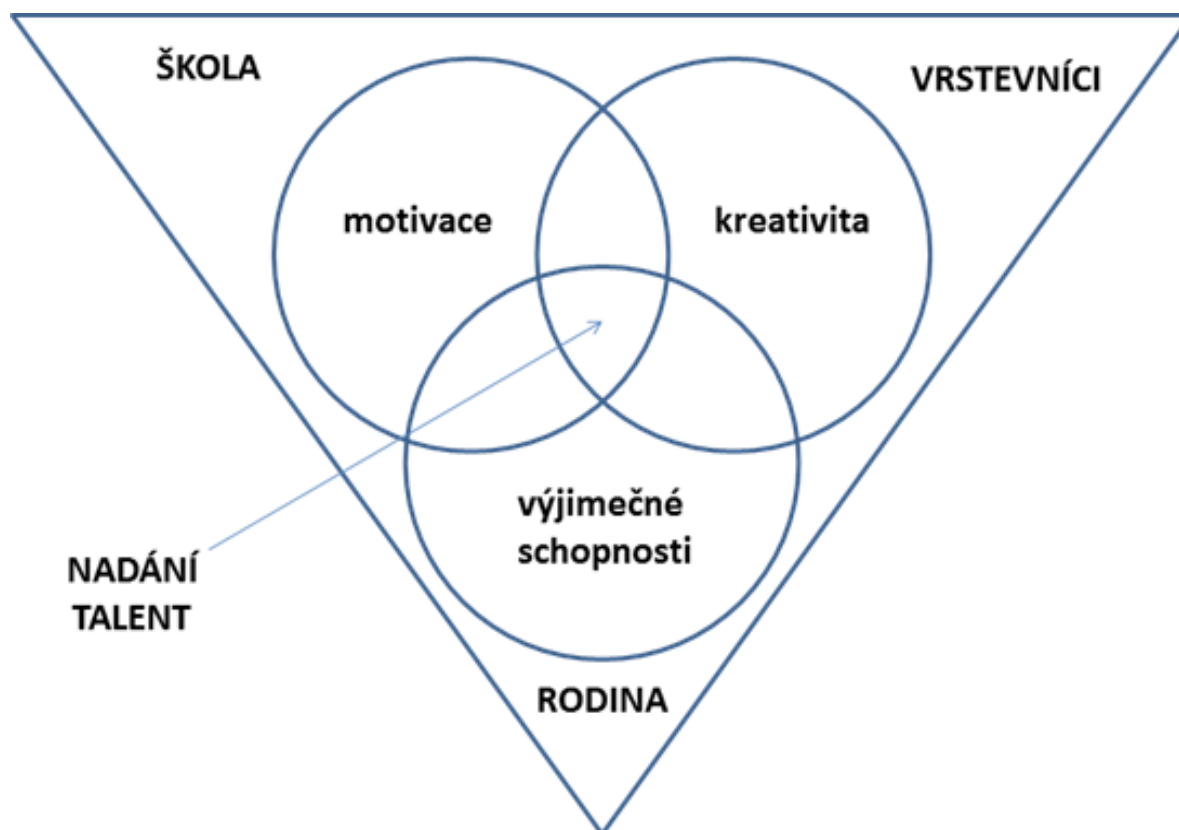 ŠKOLA
VRSTEVNÍCI
motivace
kreativita
výjimečné
schopnosti
NADÁNÍ
TALENT
RODINA